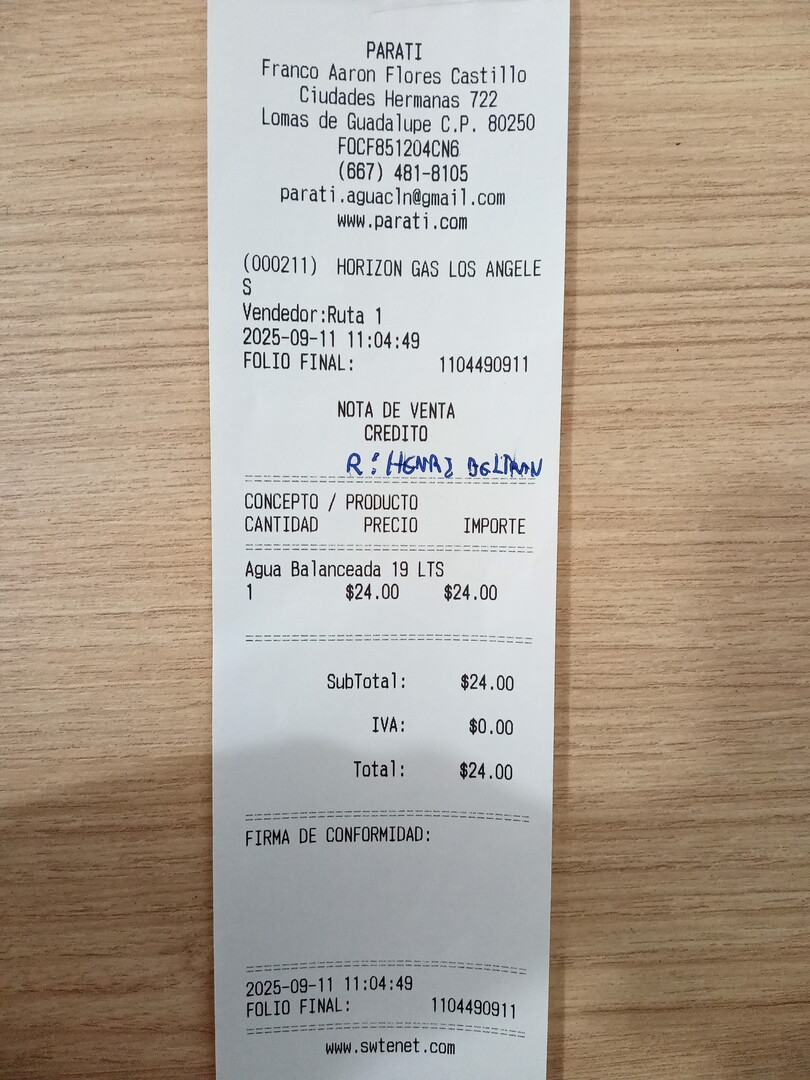 PARATI
Franco Aaron Flores Castillo
Ciudades Hermanas 722
Lomas de Guadalupe C.P. 80250
FOCF851204CN6
(667) 481-8105
parati.aguacln@gmail.com
www.parati.com
(000211) HORIZON GAS LOS ANGELE
S
Vendedor:Ruta 1
2025-09-11 11:04:49
FOLIO FINAL: 1104490911
NOTA DE VENTA
CREDITO
R: HENRY BELTRAN
CONCEPTO / PRODUCTO
CANTIDAD PRECIO IMPORTE
Agua Balanceada 19 LTS
1 $24.00 $24.00
SubTotal: $24.00
IVA: $0.00
Total: $24.00
FIRMA DE CONFORMIDAD:
2025-09-11 11:04:49
FOLIO FINAL: 1104490911
www.swtenet.com